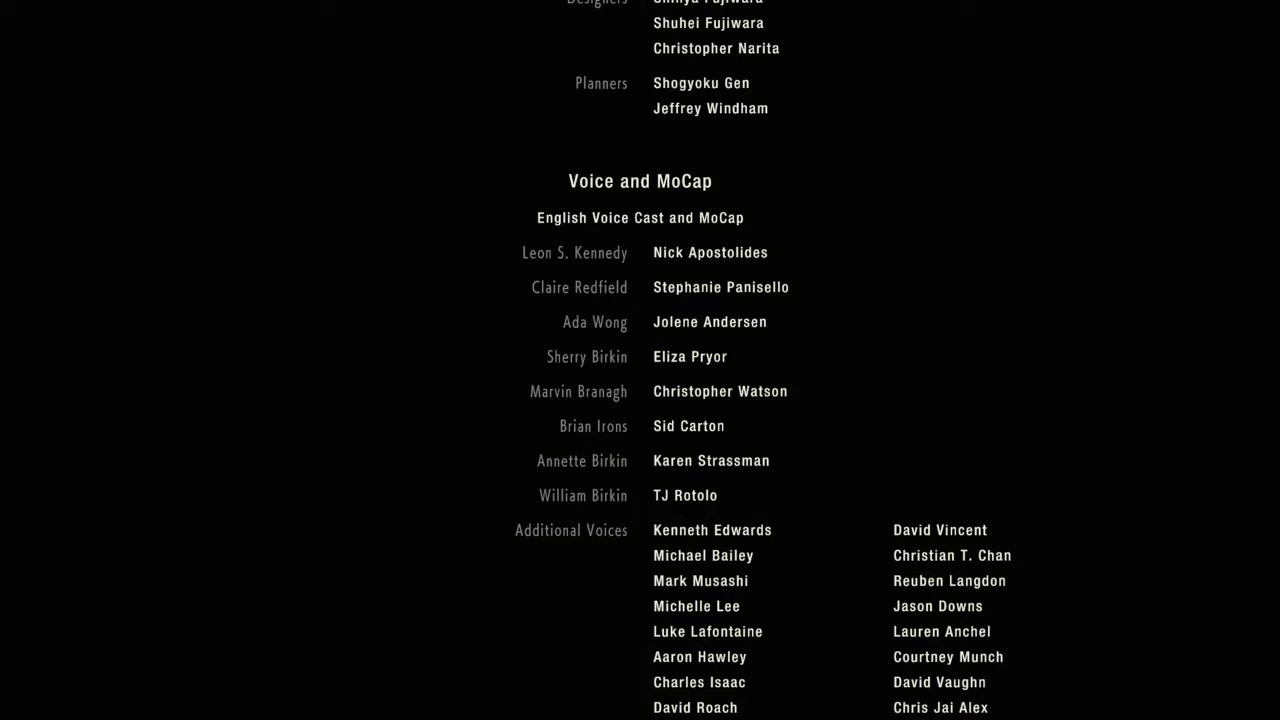 Designers Shinya Fujiwara
Shuhei Fujiwara
Christopher Narita
Planners Shogyoku Gen
Jeffrey Windham
Voice and MoCap
English Voice Cast and MoCap
Leon S. Kennedy Nick Apostolides
Claire Redfield Stephanie Panisello
Ada Wong Jolene Andersen
Sherry Birkin Eliza Pryor
Marvin Branagh Christopher Watson
Brian Irons Sid Carton
Annette Birkin Karen Strassman
William Birkin TJ Rotolo
Additional Voices Kenneth Edwards David Vincent
Michael Bailey Christian T. Chan
Mark Musashi Reuben Langdon
Michelle Lee Jason Downs
Luke Lafontaine Lauren Anchel
Aaron Hawley Courtney Munch
Charles Isaac David Vaughn
David Roach Chris Jai Alex